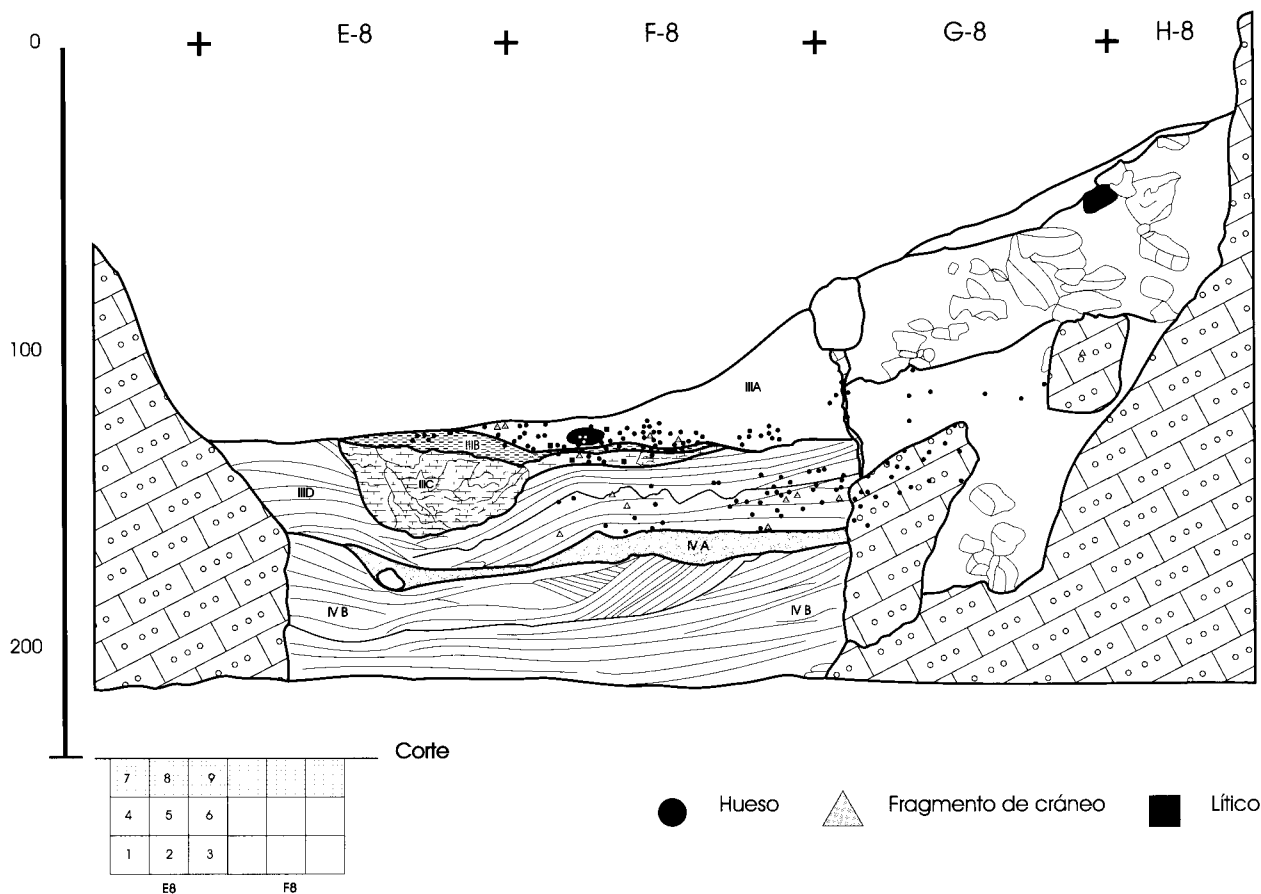 0 E-8 F-8 G-8 H-8
100
200
IIIA
IIIB
IIIC
IIID
IV A
IV B IV B
Corte
7 8 9
4 5 6
1 2 3
E8 F8
Hueso Fragmento de cráneo Lítico